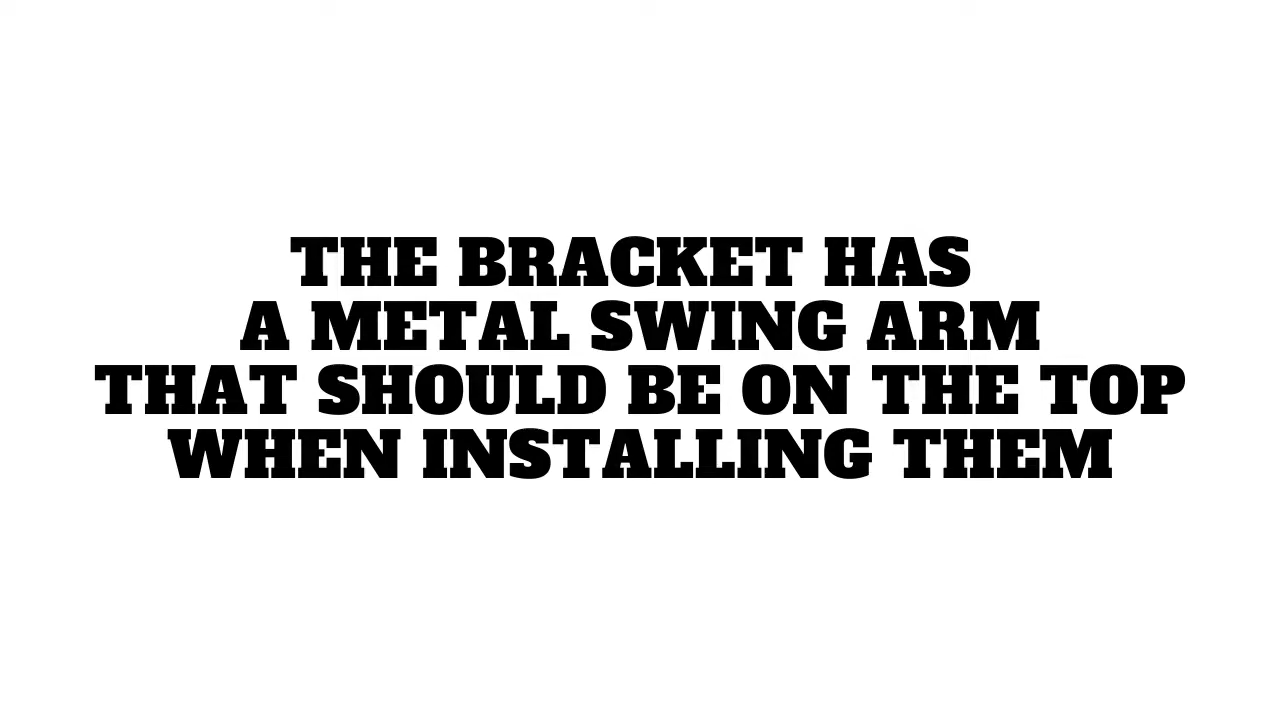 THE BRACKET HAS
A METAL SWING ARM
THAT SHOULD BE ON THE TOP
WHEN INSTALLING THEM